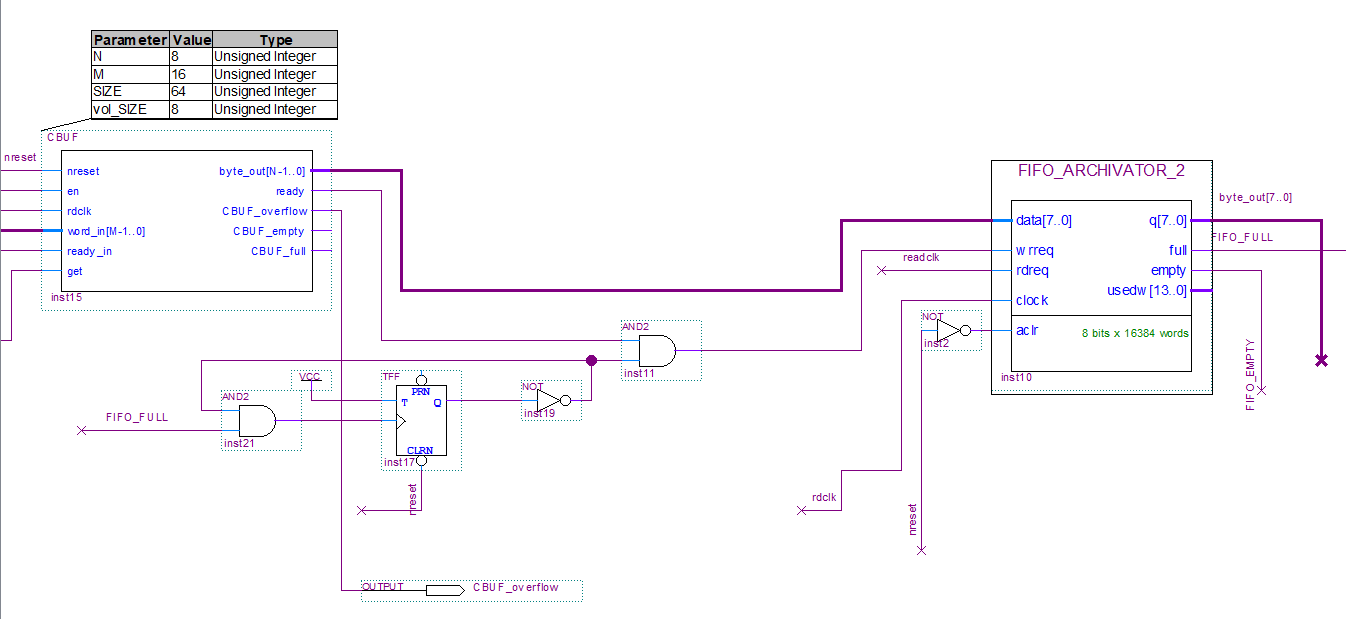 Parameter Value Type
N 8 Unsigned Integer
M 16 Unsigned Integer
SIZE 64 Unsigned Integer
vol_SIZE 8 Unsigned Integer
CBUF
nreset
nreset
en
rdclk
word_in[M-1..0]
ready_in
get
byte_out[N-1..0]
ready
CBUF_overflow
CBUF_empty
CBUF_full
inst15
FIFO_ARCHIVATOR_2
data[7..0]
wrreq
rdreq
clock
aclr
q[7..0]
full
empty
usedw[13..0]
8 bits x 16384 words
inst10
byte_out[7..0]
FIFO_FULL
FIFO_EMPTY
readclk
NOT
inst2
AND2
inst11
VCC
TFF
PRN
T
Q
CLRN
inst17
NOT
inst19
AND2
inst21
FIFO_FULL
nreset
rdclk
nreset
OUTPUT
CBUF_overflow